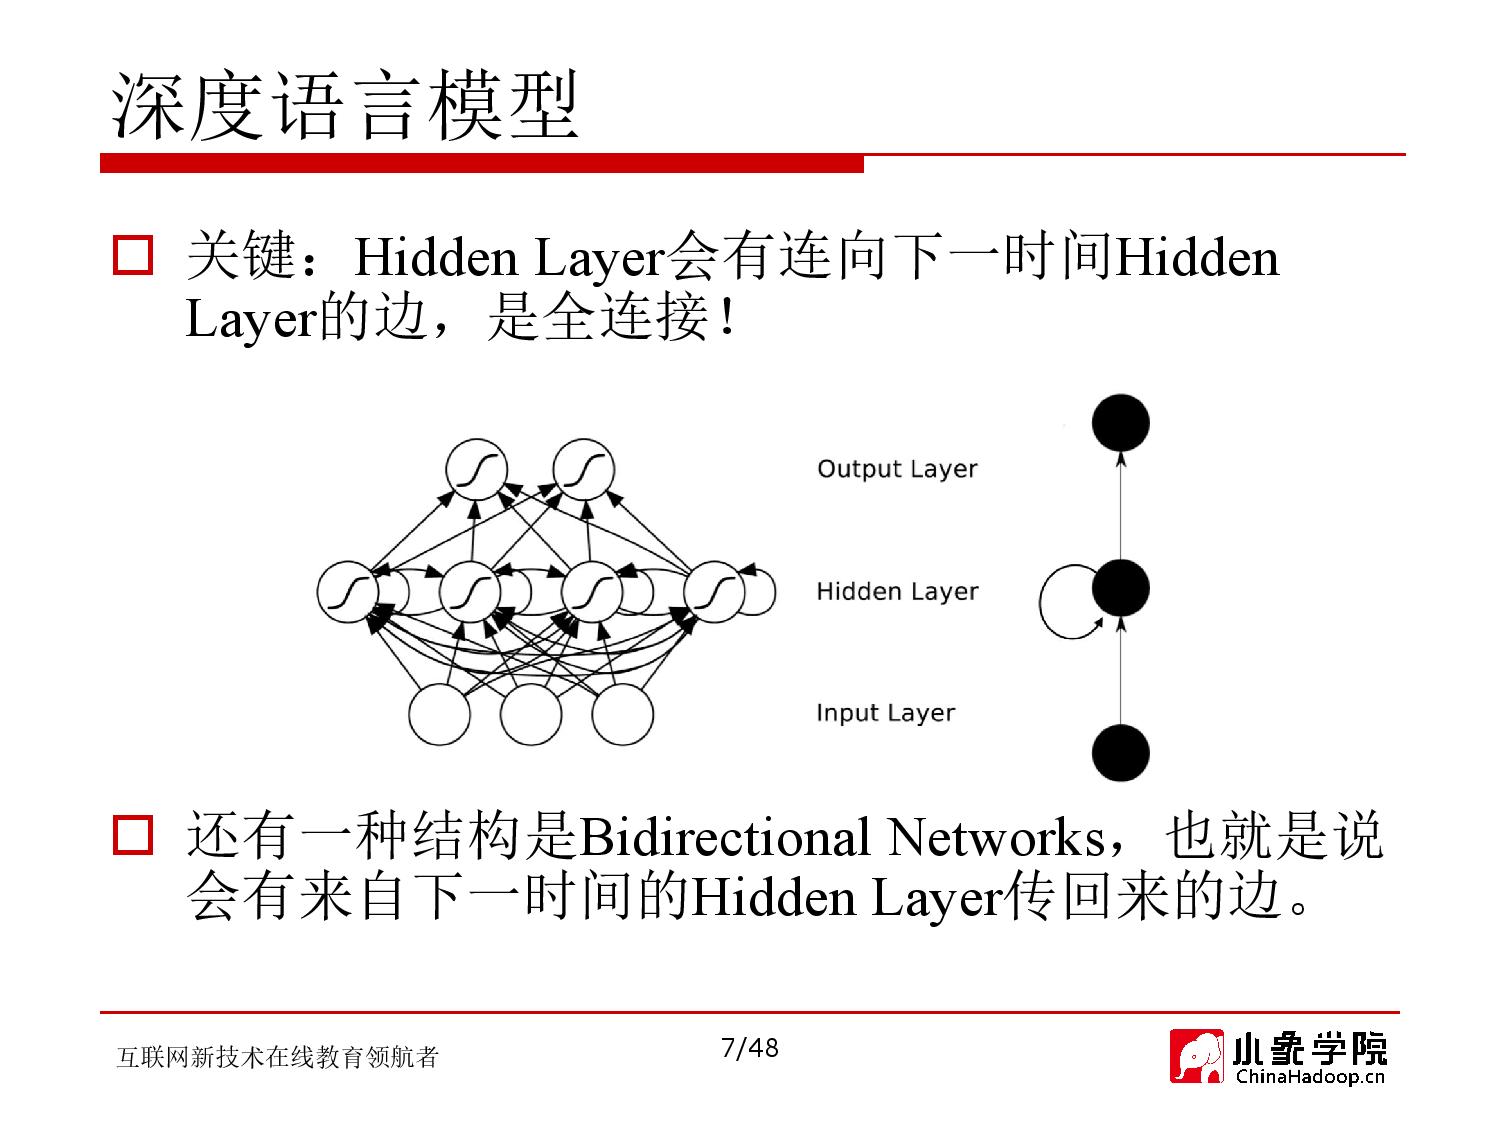 深度语言模型
关键：Hidden Layer会有连向下一时间Hidden
Layer的边，是全连接！
Output Layer
Hidden Layer
Input Layer
还有一种结构是Bidirectional Networks，也就是说
会有来自下一时间的Hidden Layer传回来的边。
互联网新技术在线教育领航者
7/48
小象学院
ChinaHadoop.cn